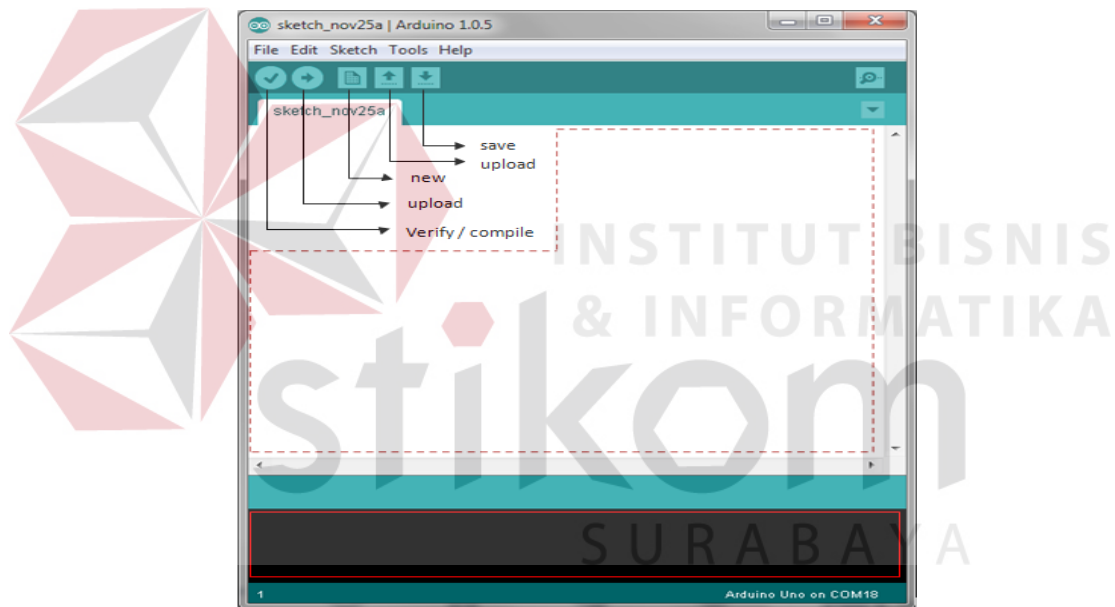 sketch_nov25a | Arduino 1.0.5
File Edit Sketch Tools Help
sketch_nov25a
save
upload
new
upload
Verify / compile
INSTITUT BISNIS
& INFORMATIKA
stikom
SURABAYA
1
Arduino Uno on COM18